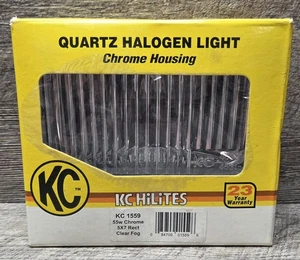 QUARTZ HALOGEN LIGHT
Chrome Housing
KC TM
KC HiLiTES
23
Year
Warranty
KC 1559
55w Chrome
5X7 Rect
Clear Fog